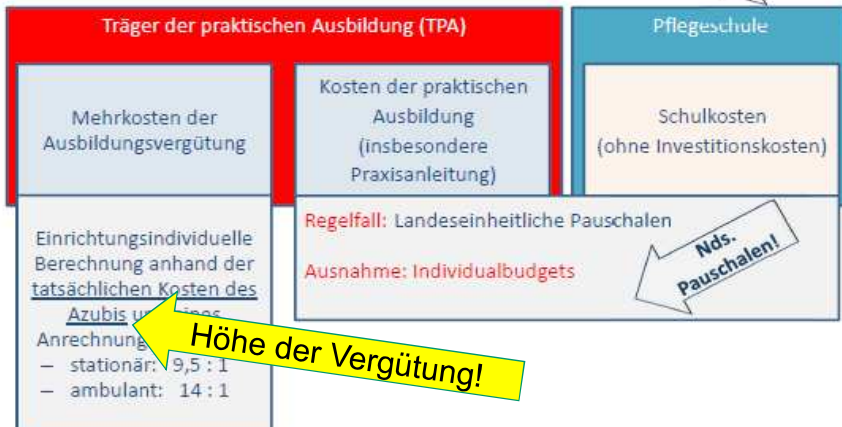 Träger der praktischen Ausbildung (TPA)
Pflegeschule
Mehrkosten der
Ausbildungsvergütung
Kosten der praktischen
Ausbildung
(insbesondere
Praxisanleitung)
Schulkosten
(ohne Investitionskosten)
Einrichtungsindividuelle
Berechnung anhand der
tatsächlichen Kosten des
Azubis
Anrechnung
– stationär: 9,5 : 1
– ambulant: 14 : 1
Höhe der Vergütung!
Regelfall: Landeseinheitliche Pauschalen
Ausnahme: Individualbudgets
Nds.
Pauschalen!